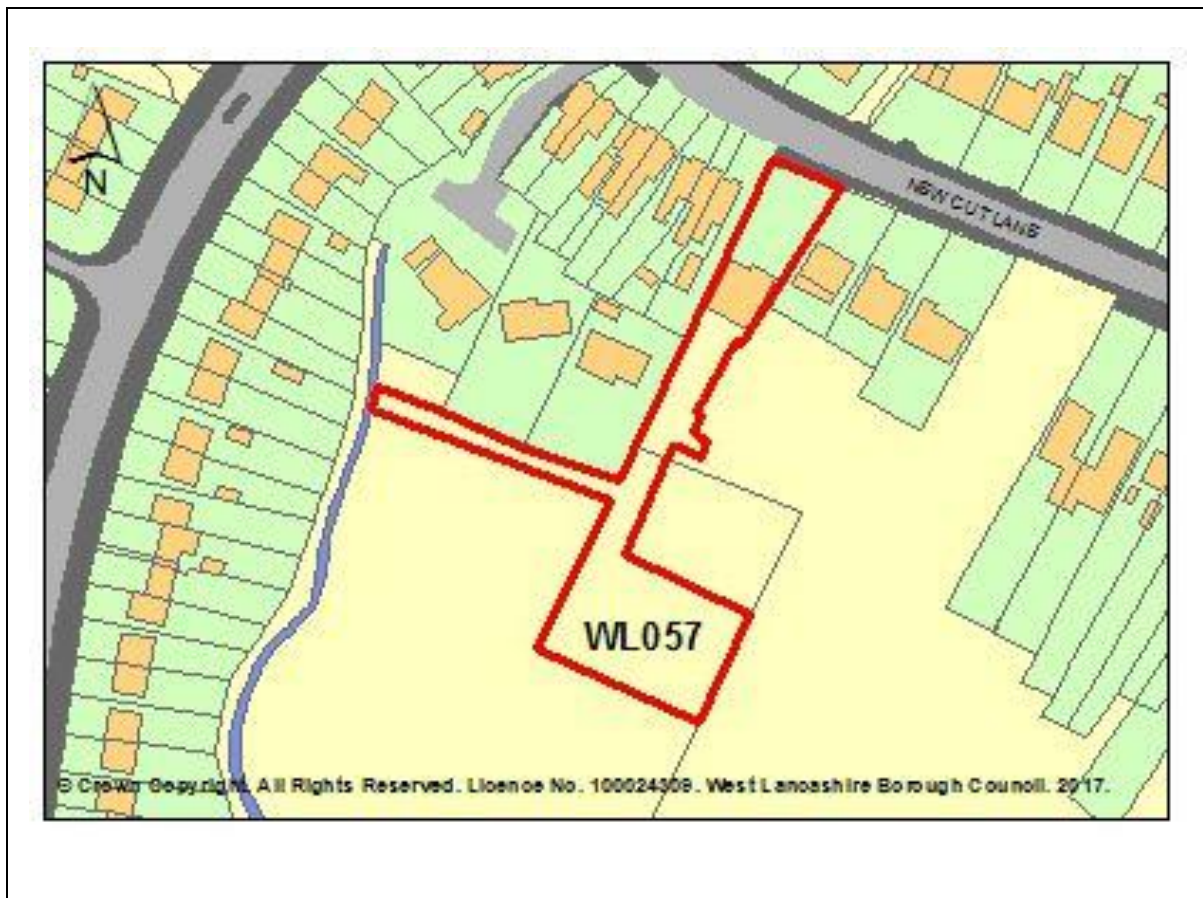 N
NEW CUT LANE
WL057
© Crown Copyright. All Rights Reserved. Licence No. 100024309. West Lancashire Borough Council. 2017.